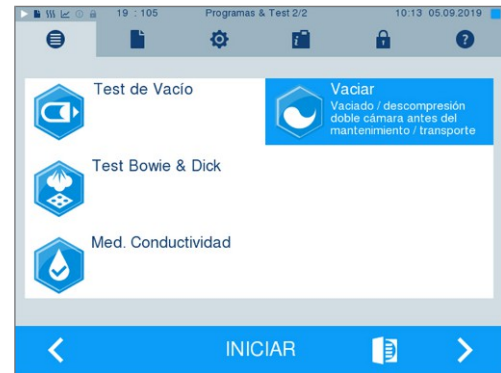 19 : 105 Programas & Test 2/2 10:13 05.09.2019
Test de Vacío
Vaciar
Vaciado / descompresión
doble cámara antes del
mantenimiento / transporte
Test Bowie & Dick
Med. Conductividad
INICIAR